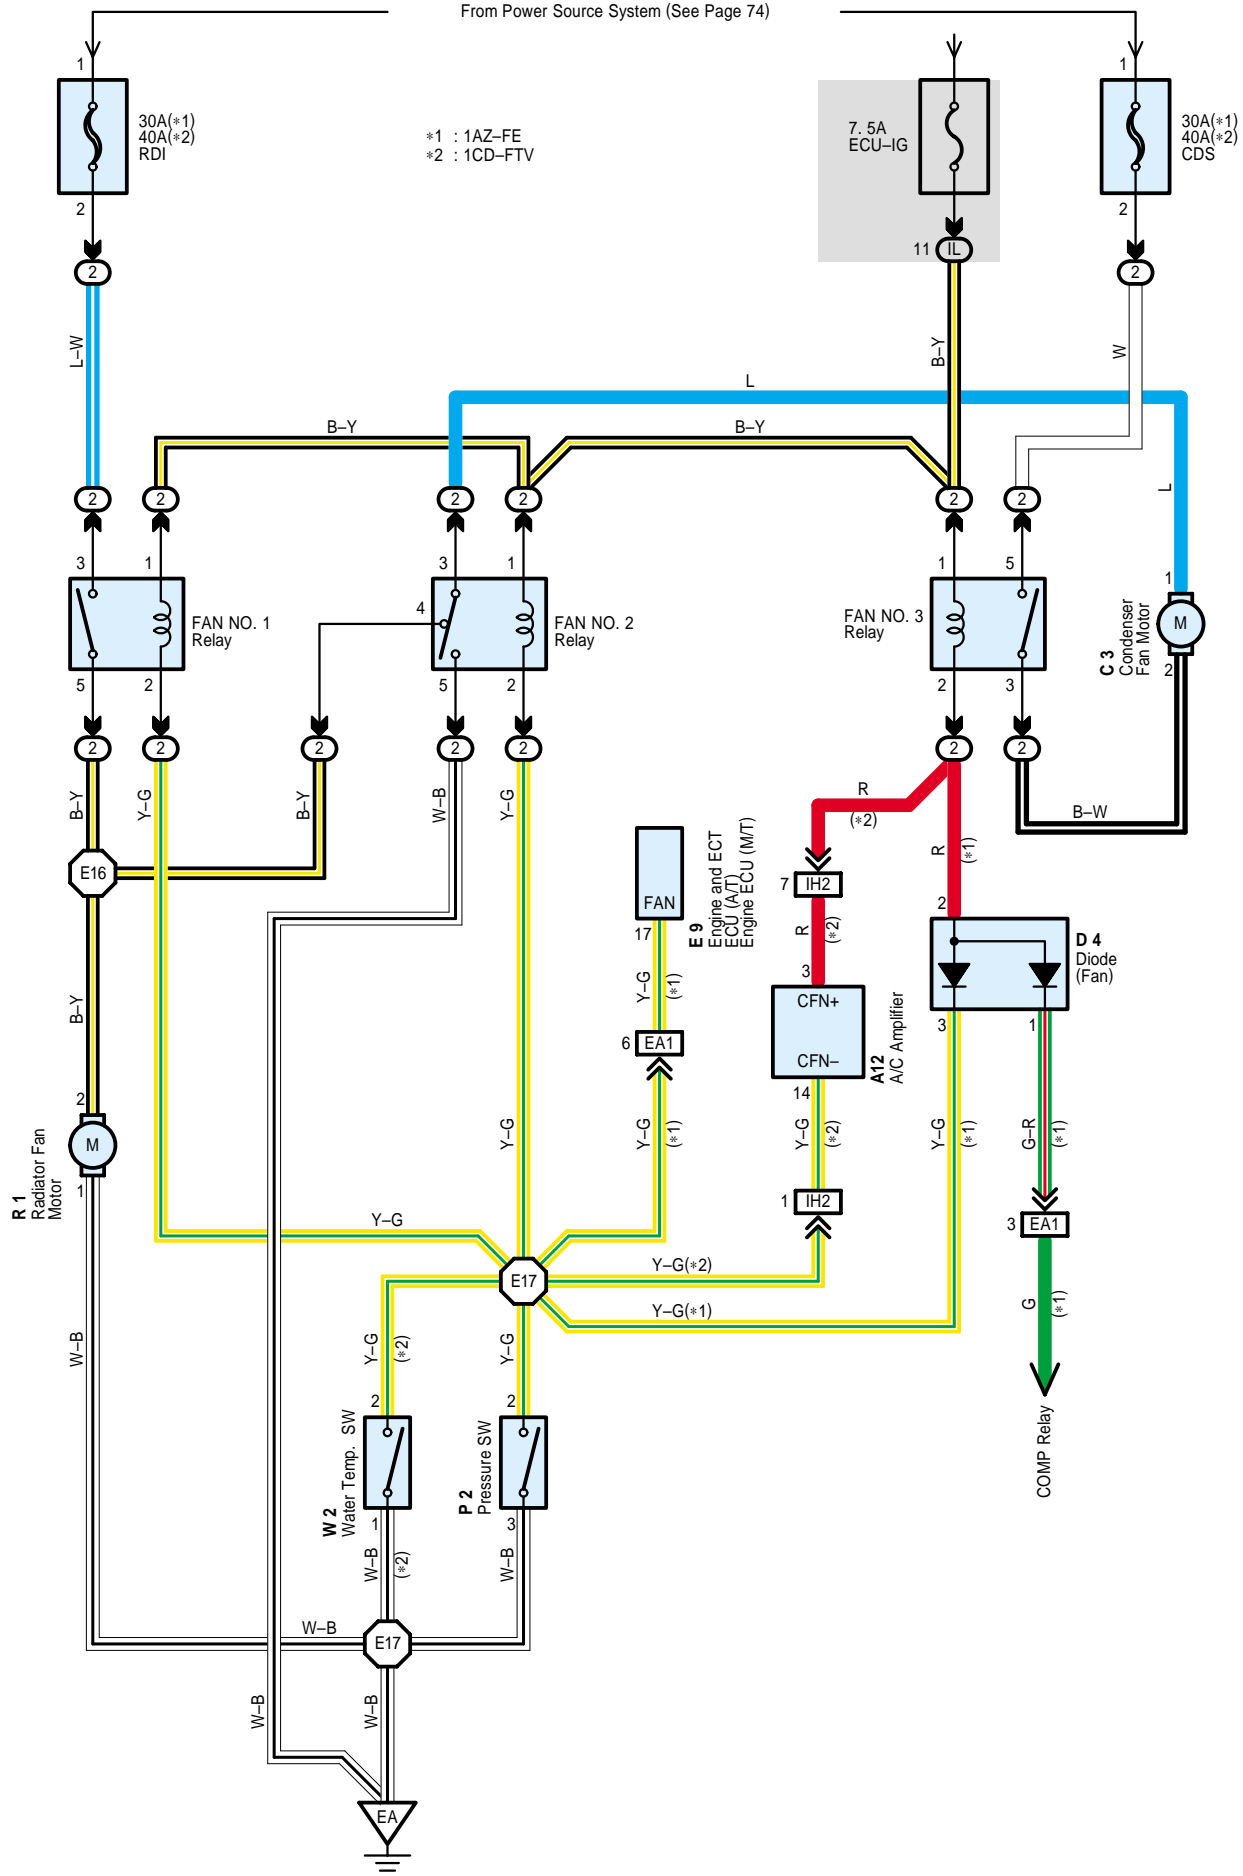 From Power Source System (See Page 74)
1
1
30A(*1)
40A(*2)
RDI
*1 : 1AZ–FE
*2 : 1CD–FTV
7. 5A
ECU–IG
30A(*1)
40A(*2)
CDS
2
2
11 IL
2
2
L–W
B–Y
W
L
B–Y
B–Y
L
2
2
2
2
2
2
3
1
3
1
1
5
1
4
FAN NO. 1
Relay
FAN NO. 2
Relay
FAN NO. 3
Relay
M
C 3
Condenser
Fan Motor
2
5
2
5
2
2
3
2
2
2
2
2
2
2
B–Y
Y–G
B–Y
W–B
Y–G
R
(*2)
R
(*1)
B–W
E16
FAN
17
E 9
Engine and ECT
ECU (A/T)
Engine ECU (M/T)
7 IH2
R
(*2)
2
D 4
Diode
(Fan)
B–Y
Y–G
(*1)
3
CFN+
CFN–
A12
A/C Amplifier
14
3
1
6 EA1
2
M
1
R 1
Radiator Fan
Motor
Y–G
Y–G
(*1)
Y–G
(*2)
Y–G
(*1)
G–R
(*1)
1 IH2
3 EA1
Y–G
E17
Y–G(*2)
Y–G(*1)
G
(*1)
W–B
Y–G
(*2)
Y–G
2
2
W 2
Water Temp. SW
P 2
Pressure SW
COMP Relay
1
3
W–B
(*2)
W–B
W–B
E17
W–B
W–B
EA